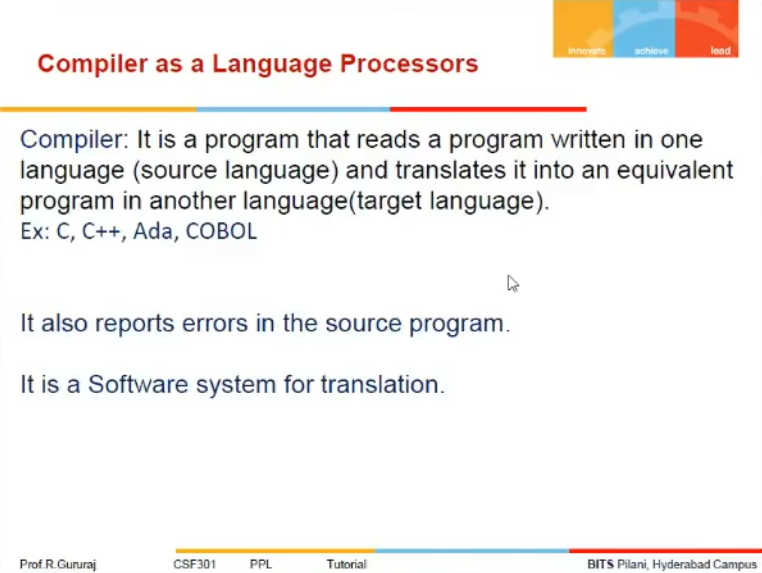 innovate achieve lead
Compiler as a Language Processors
Compiler: It is a program that reads a program written in one
language (source language) and translates it into an equivalent
program in another language(target language).
Ex: C, C++, Ada, COBOL
It also reports errors in the source program.
It is a Software system for translation.
Prof.R.Gururaj CSF301 PPL Tutorial BITS Pilani, Hyderabad Campus